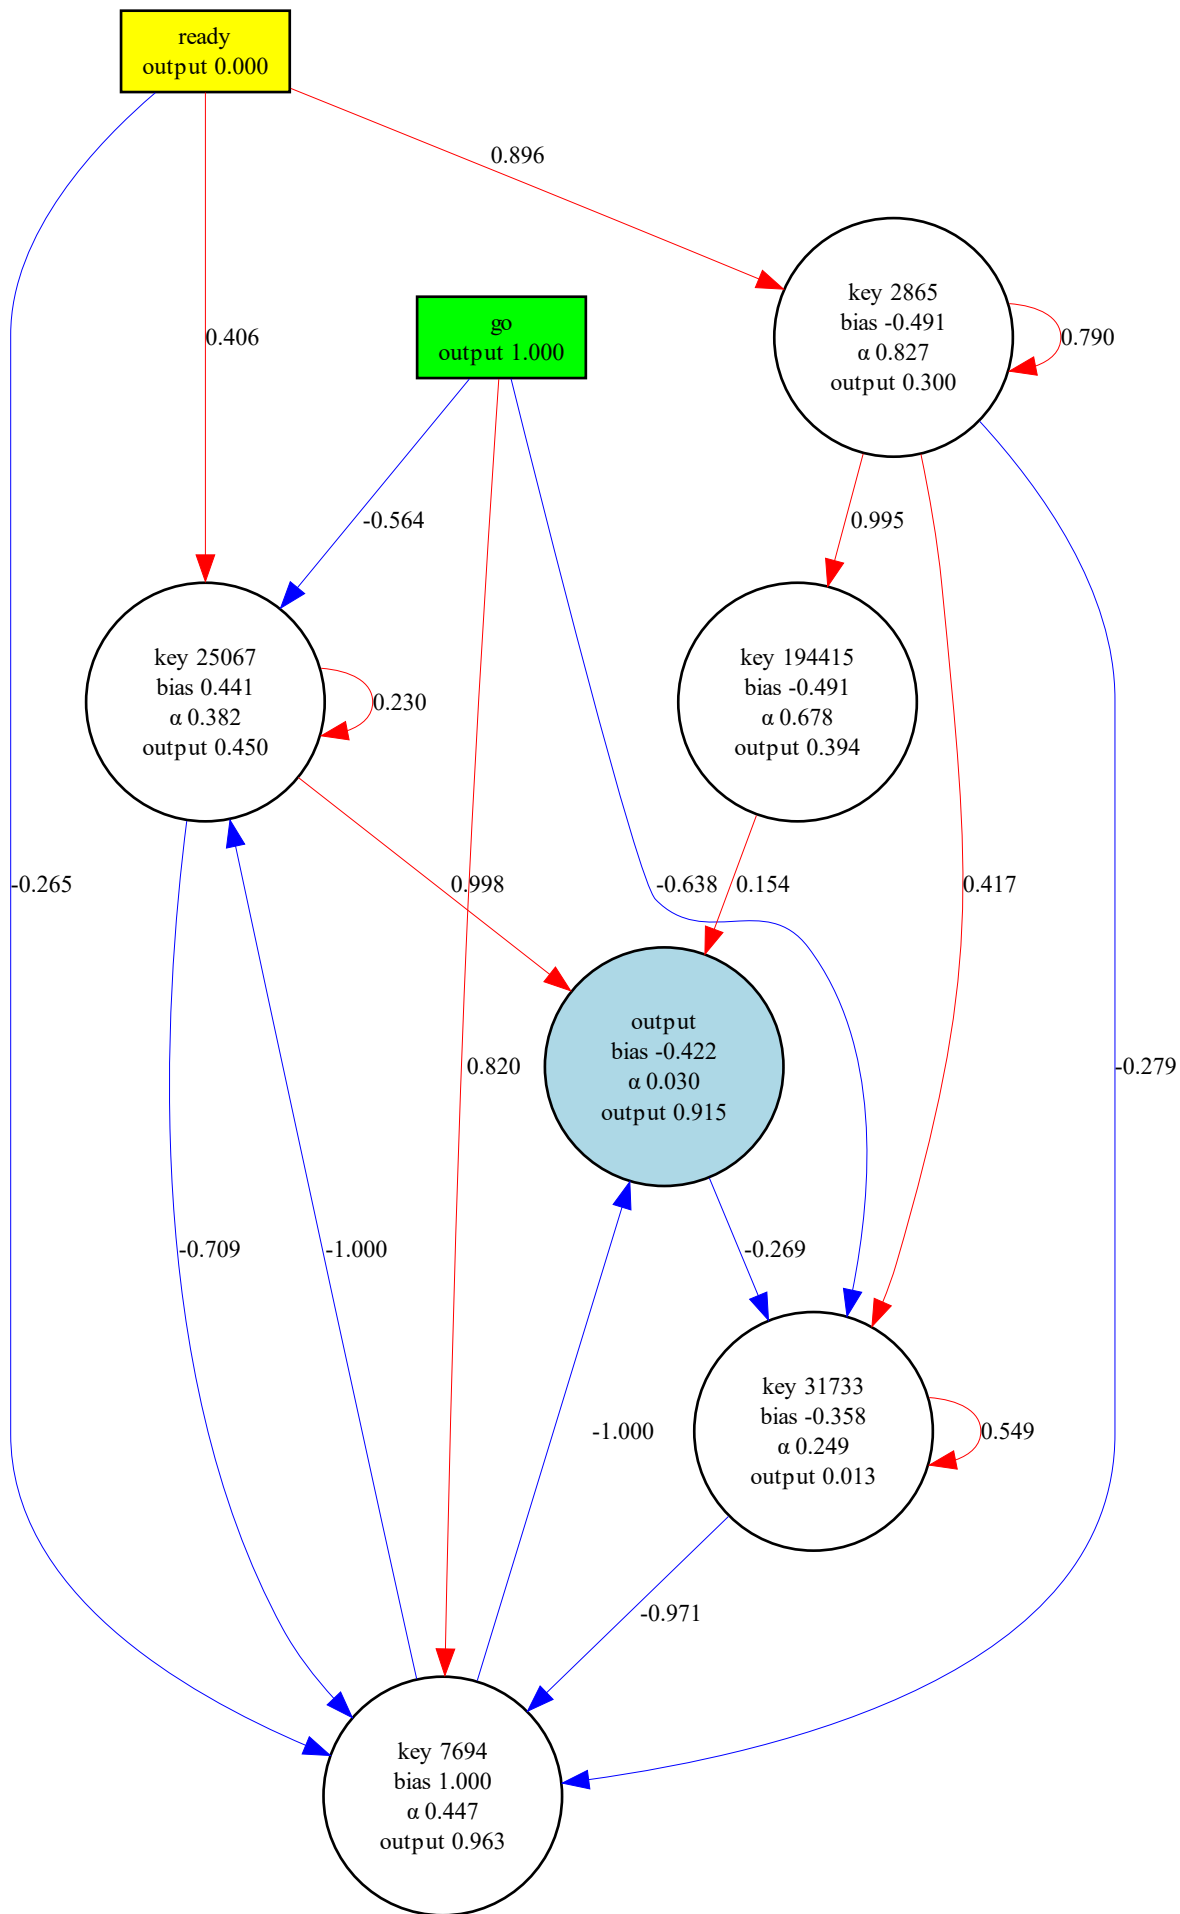 ready
output 0.000
0.896
key 2865
bias -0.491
α 0.827
output 0.300
0.790
go
output 1.000
0.406
-0.564
0.995
key 25067
bias 0.441
α 0.382
output 0.450
0.230
key 194415
bias -0.491
α 0.678
output 0.394
-0.265
0.998
-0.638
0.154
0.417
output
bias -0.422
α 0.030
output 0.915
0.820
-0.279
-0.709
-1.000
-0.269
-1.000
key 31733
bias -0.358
α 0.249
output 0.013
0.549
-0.971
key 7694
bias 1.000
α 0.447
output 0.963